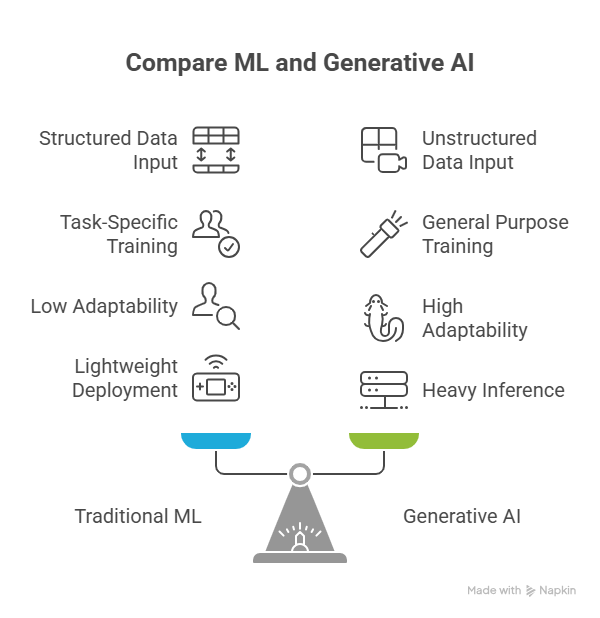 Compare ML and Generative AI
Structured Data
Input
Unstructured
Data Input
Task-Specific
Training
General Purpose
Training
Low Adaptability
High
Adaptability
Lightweight
Deployment
Heavy Inference
Traditional ML
Generative AI
Made with Napkin